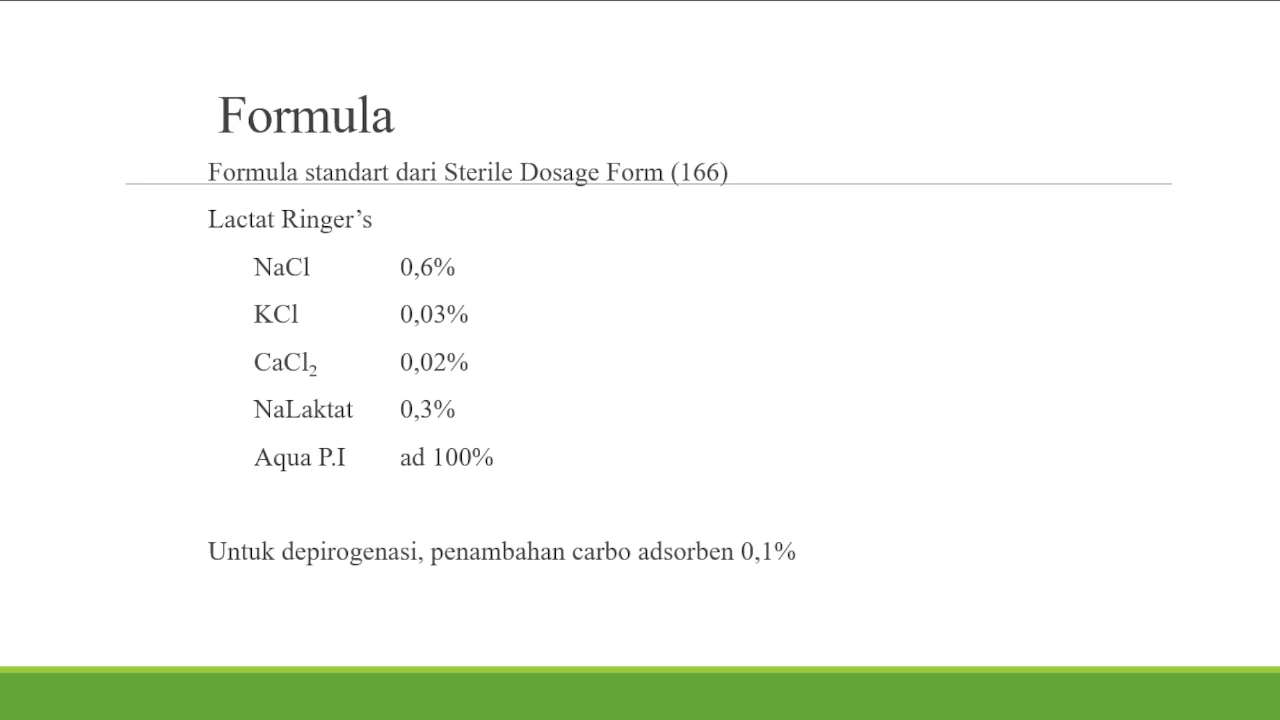 Formula
Formula standart dari Sterile Dosage Form (166)
Lactat Ringer’s
NaCl 0,6%
KCl 0,03%
CaCl₂ 0,02%
NaLaktat 0,3%
Aqua P.I ad 100%
Untuk depirogenasi, penambahan carbo adsorben 0,1%